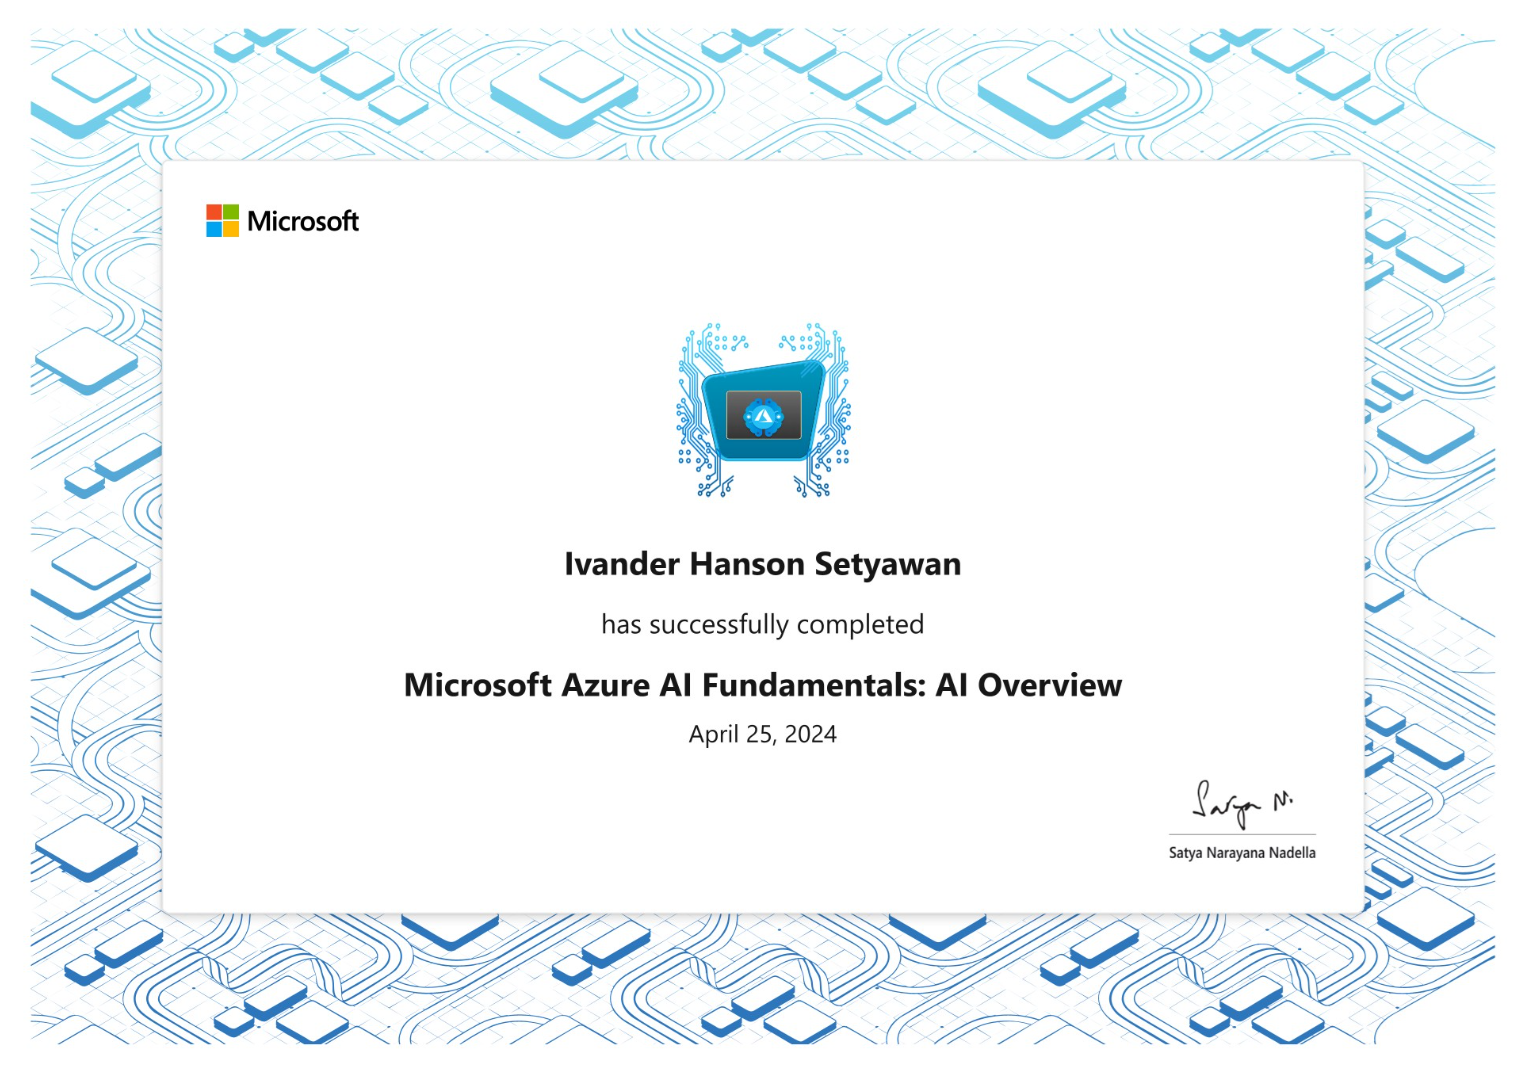 Microsoft
Ivander Hanson Setyawan
has successfully completed
Microsoft Azure AI Fundamentals: AI Overview
April 25, 2024
Satya N.
Satya Narayana Nadella